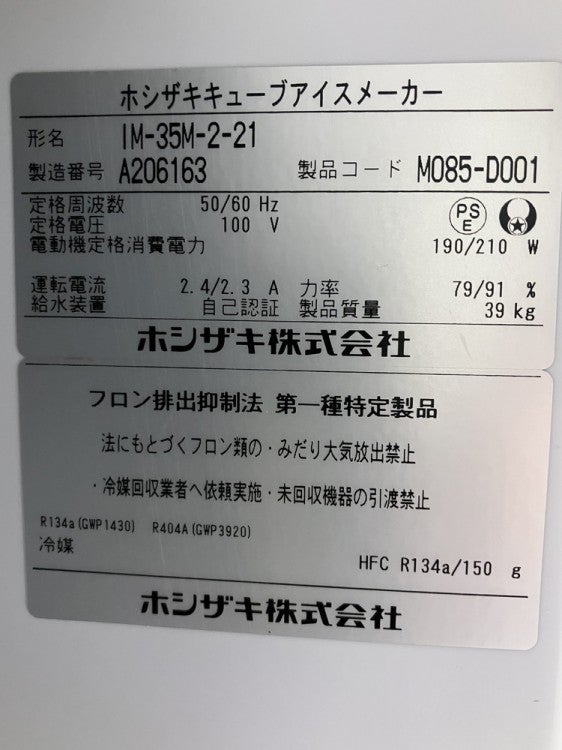 ホシザキキューブアイスメーカー
形名 IM-35M-2-21
製造番号 A206163 製品コード M085-D001
定格周波数 50/60 Hz
定格電圧 100 V
PS E
電動機定格消費電力 190/210 W
運転電流 2.4/2.3 A 力率 79/91 %
給水装置 自己認証 製品質量 39 kg
ホシザキ株式会社
フロン排出抑制法 第一種特定製品
法にもとづくフロン類の・みだり大気放出禁止
・冷媒回収業者へ依頼実施・未回収機器の引渡禁止
R134a(GWP1430) R404A(GWP3920)
冷媒
HFC R134a/150 g
ホシザキ株式会社